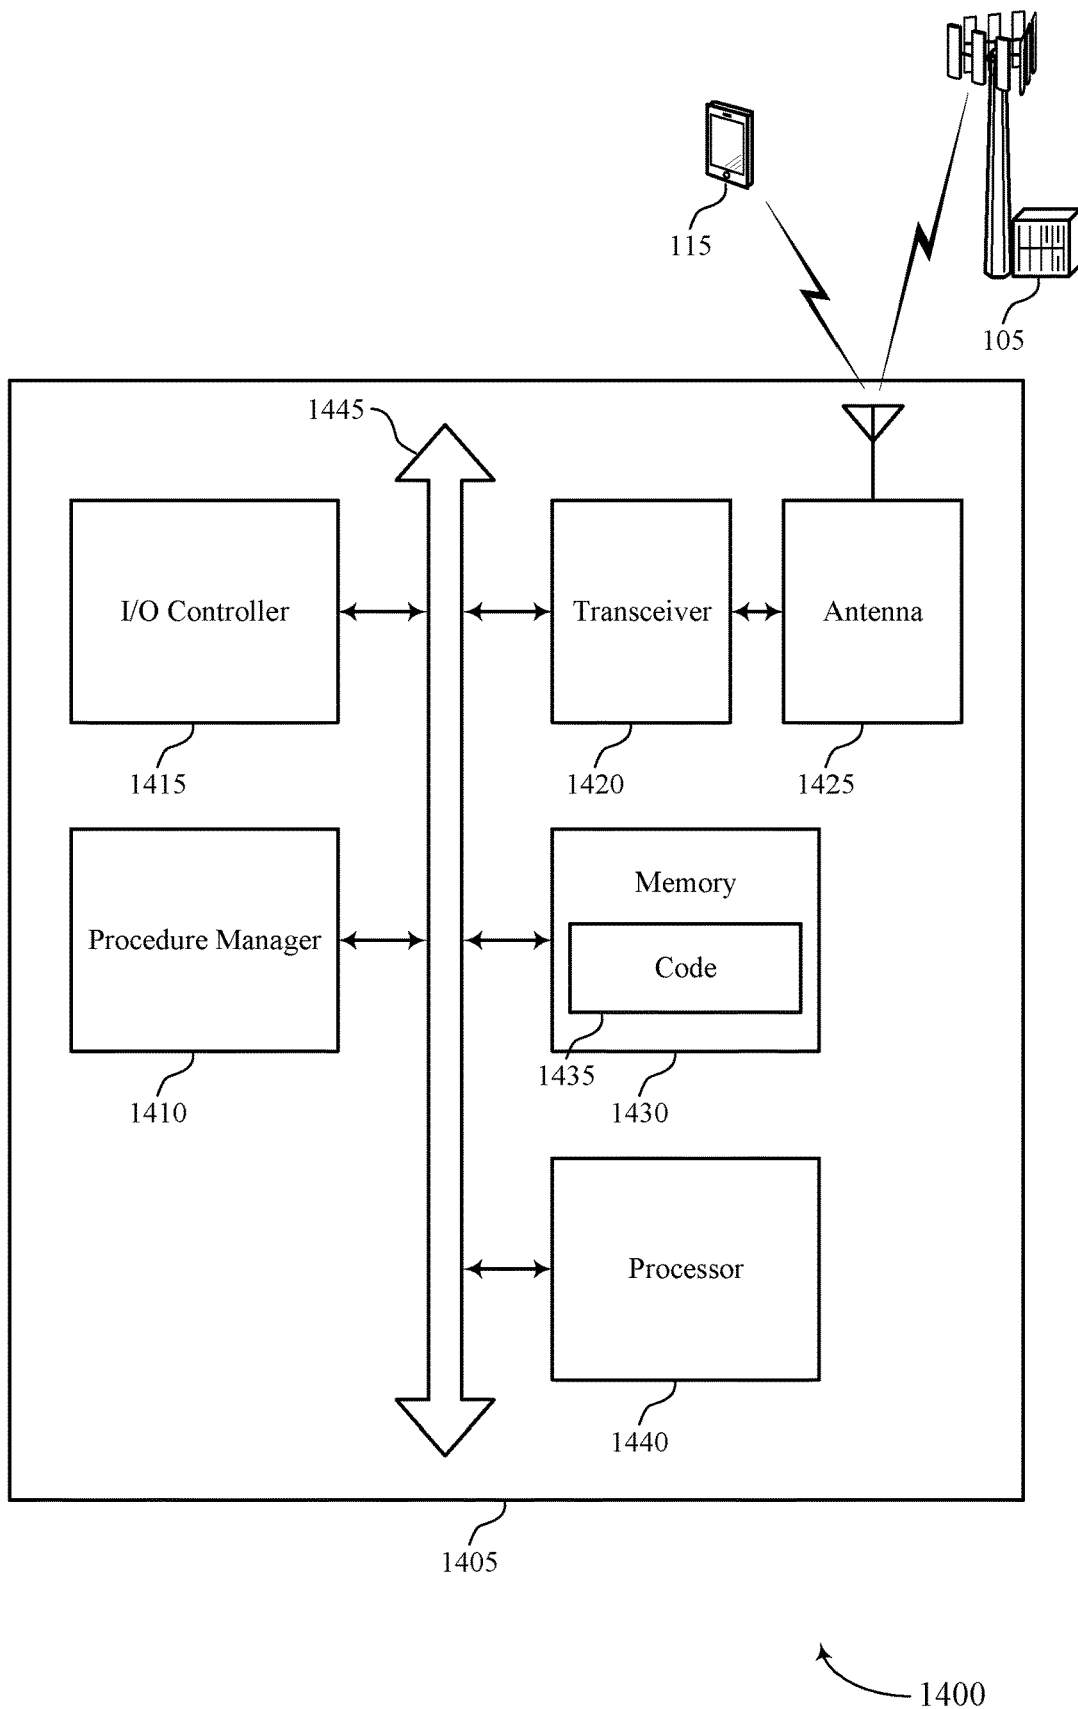 115
105
1445
I/O Controller
Transceiver
Antenna
1415
1420
1425
Procedure Manager
Memory
Code
1435
1410
1430
Processor
1440
1405
1400